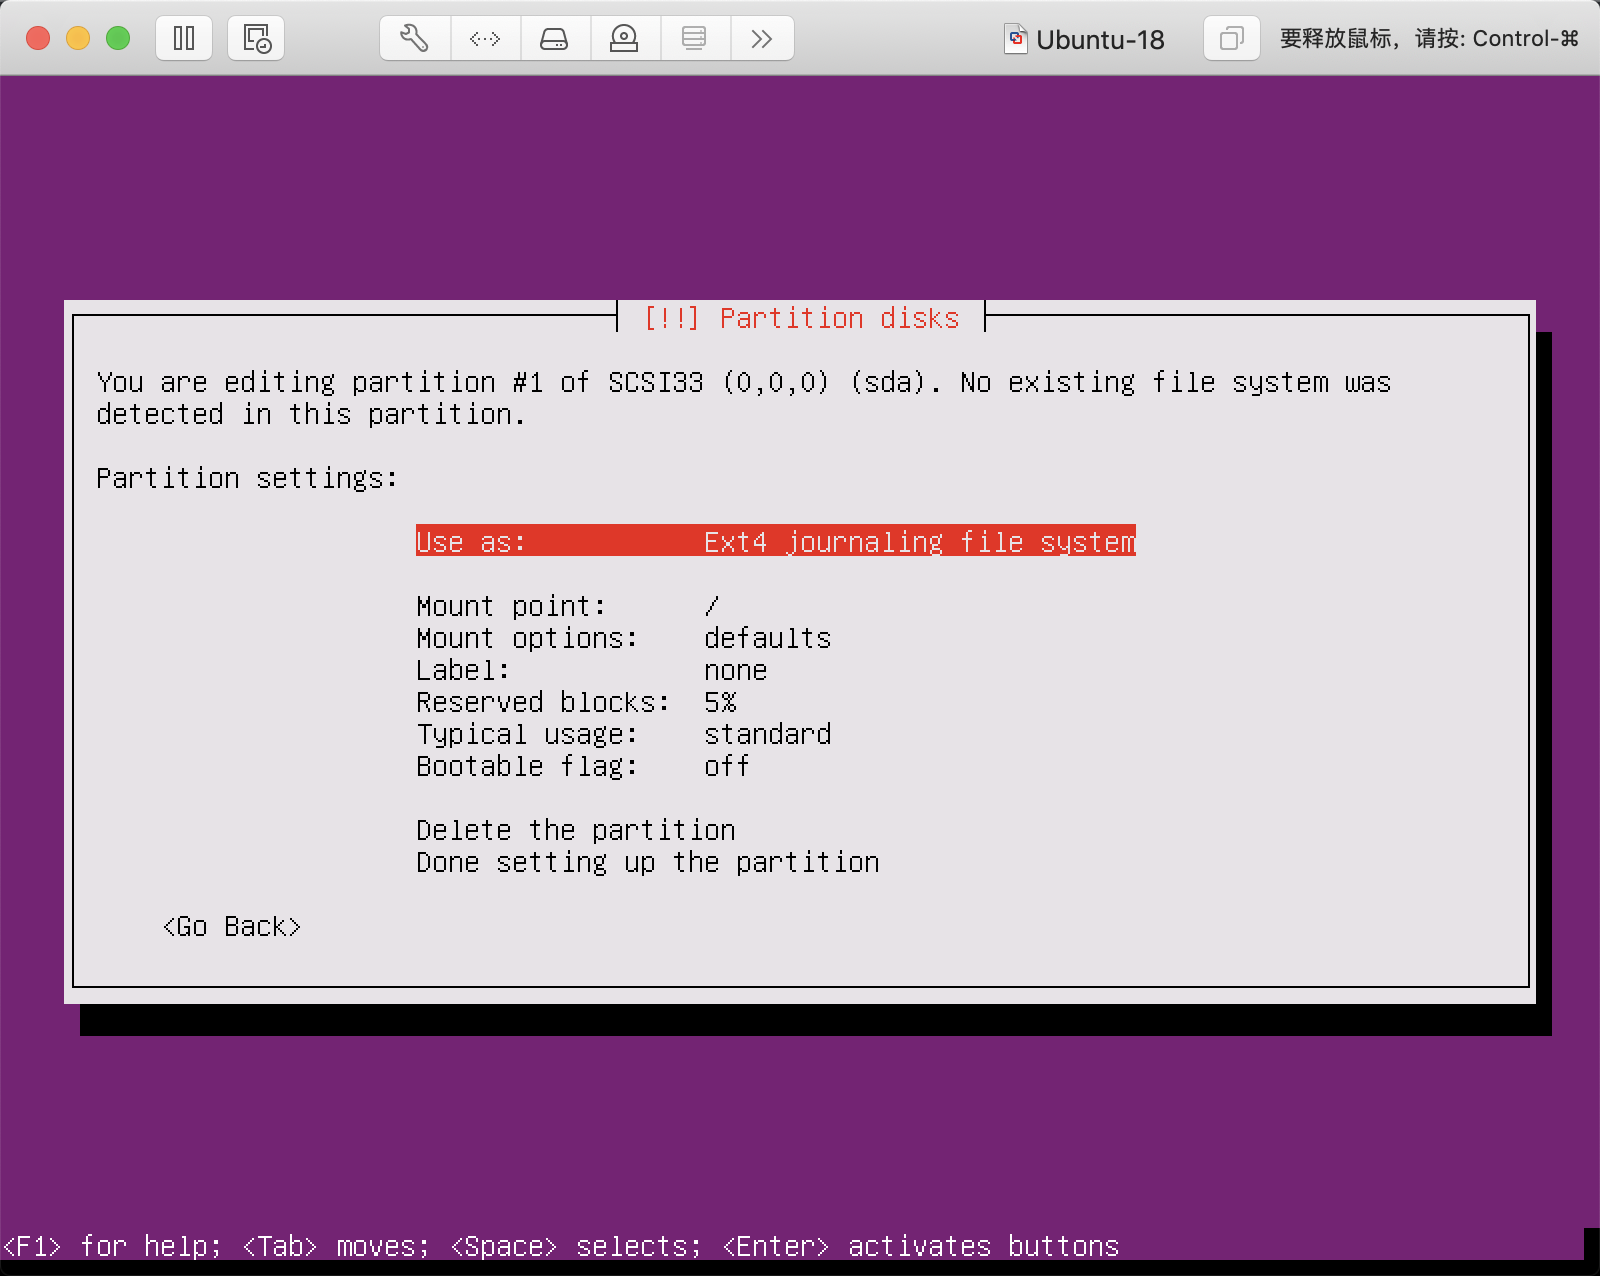 Ubuntu-18
要释放鼠标，请按: Control-⌘
[!!] Partition disks
You are editing partition #1 of SCSI33 (0,0,0) (sda). No existing file system was
detected in this partition.
Partition settings:
Use as: Ext4 journaling file system
Mount point: /
Mount options: defaults
Label: none
Reserved blocks: 5%
Typical usage: standard
Bootable flag: off
Delete the partition
Done setting up the partition
<Go Back>
<F1> for help; <Tab> moves; <Space> selects; <Enter> activates buttons